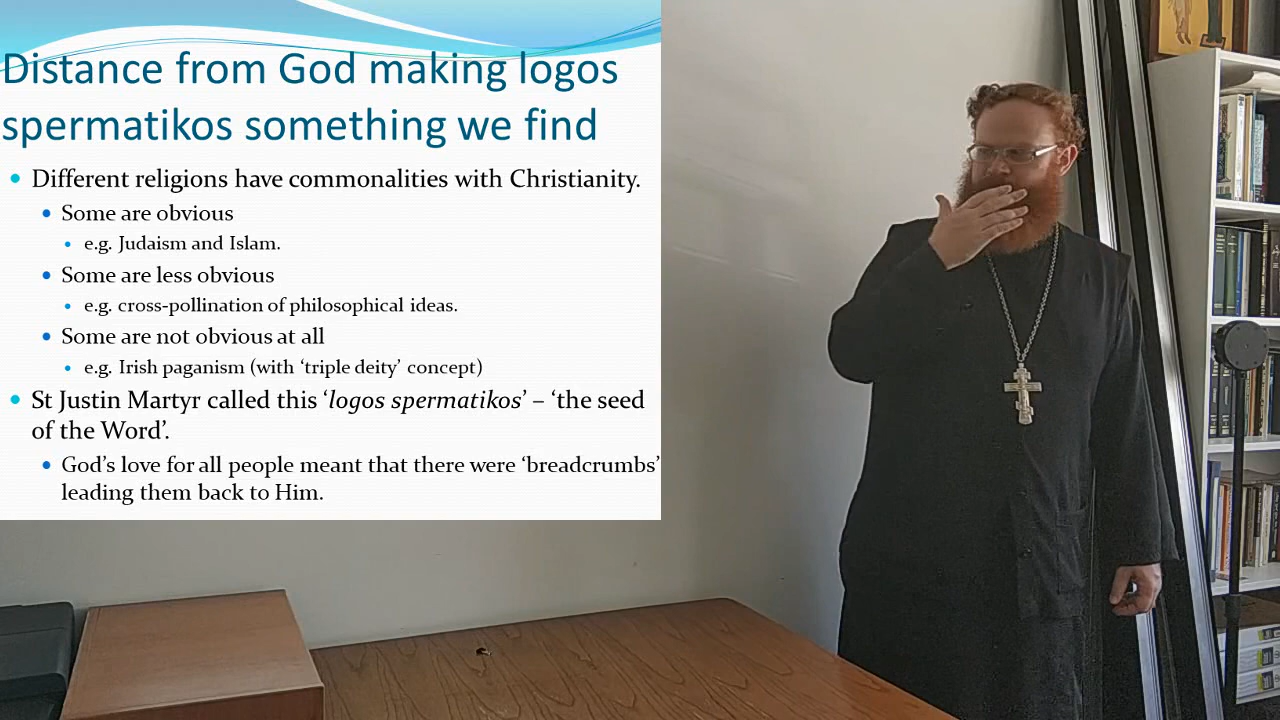 Distance from God making logos
spermatikos something we find
Different religions have commonalities with Christianity.
Some are obvious
e.g. Judaism and Islam.
Some are less obvious
e.g. cross-pollination of philosophical ideas.
Some are not obvious at all
e.g. Irish paganism (with ‘triple deity’ concept)
St Justin Martyr called this ‘logos spermatikos’ – ‘the seed
of the Word’.
God’s love for all people meant that there were ‘breadcrumbs’
leading them back to Him.